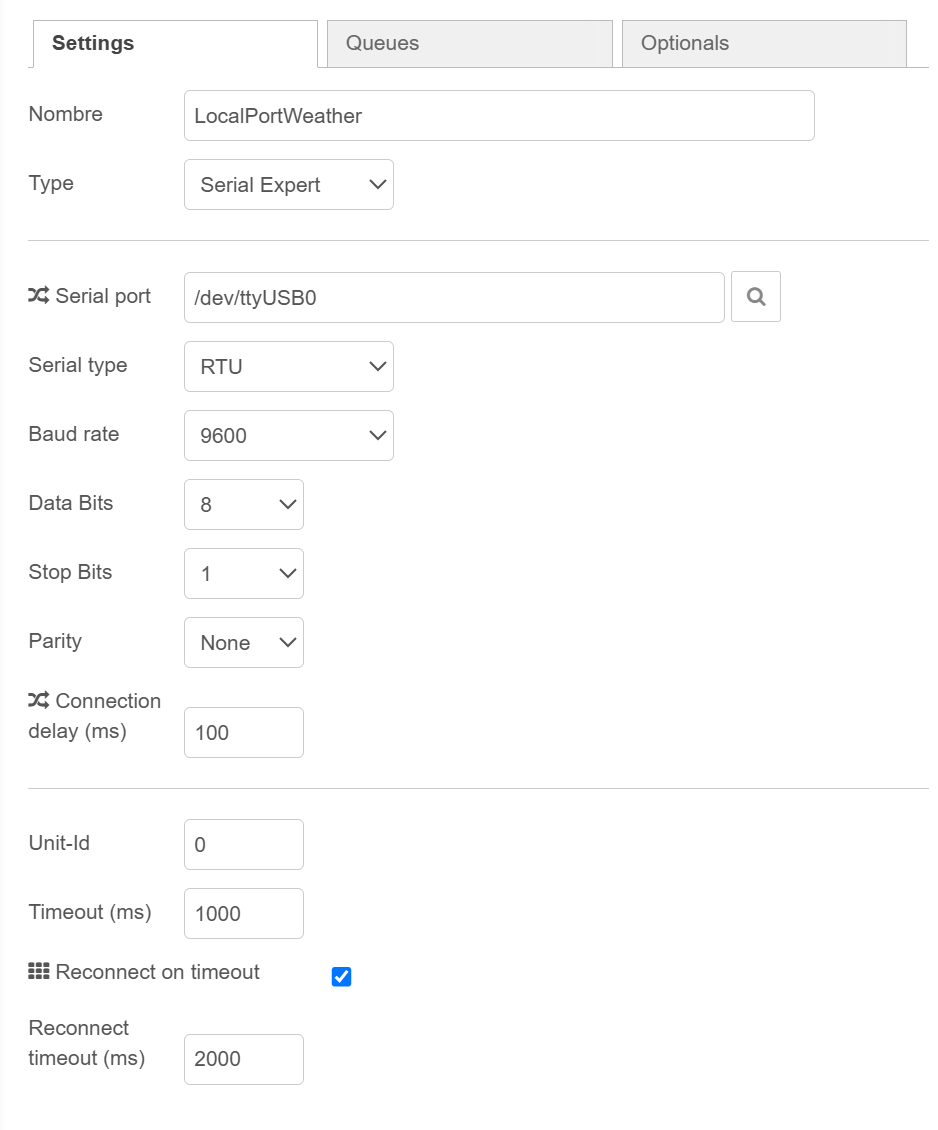 Settings Queues Optionals
Nombre LocalPortWeather
Type Serial Expert
Serial port /dev/ttyUSB0
Serial type RTU
Baud rate 9600
Data Bits 8
Stop Bits 1
Parity None
Connection
delay (ms) 100
Unit-Id 0
Timeout (ms) 1000
Reconnect on timeout
Reconnect
timeout (ms) 2000